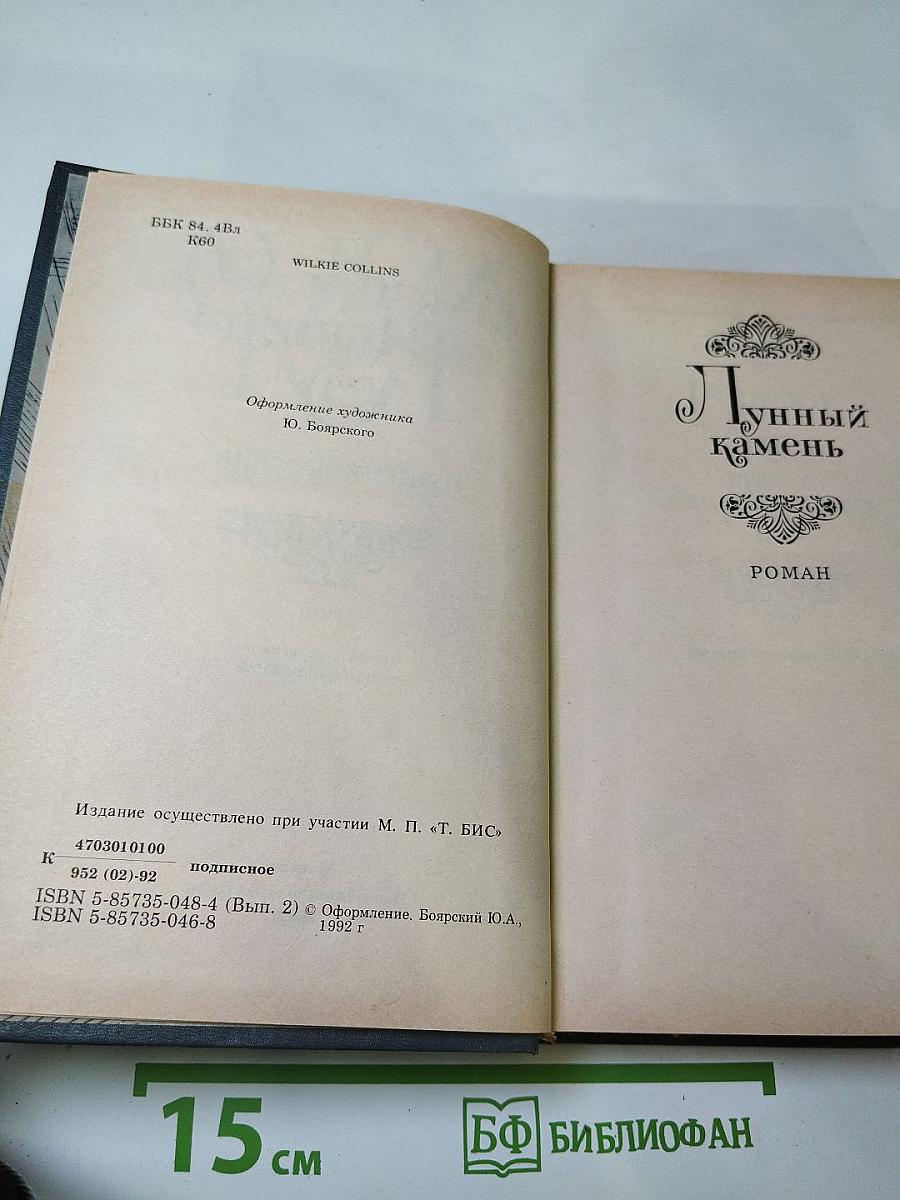 ББК 84. 4Вл
К60
WILKIE COLLINS
Оформление художника
Ю. Боярского
Издание осуществлено при участии М. П. «Т. БИС»
К 4703010100
952 (02)-92 подписное
ISBN 5-85735-048-4 (Вып. 2) © Оформление. Боярский Ю.А.,
ISBN 5-85735-046-8 1992 г
Лунный
камень
РОМАН
15 см
БФ БИБЛИОФАН